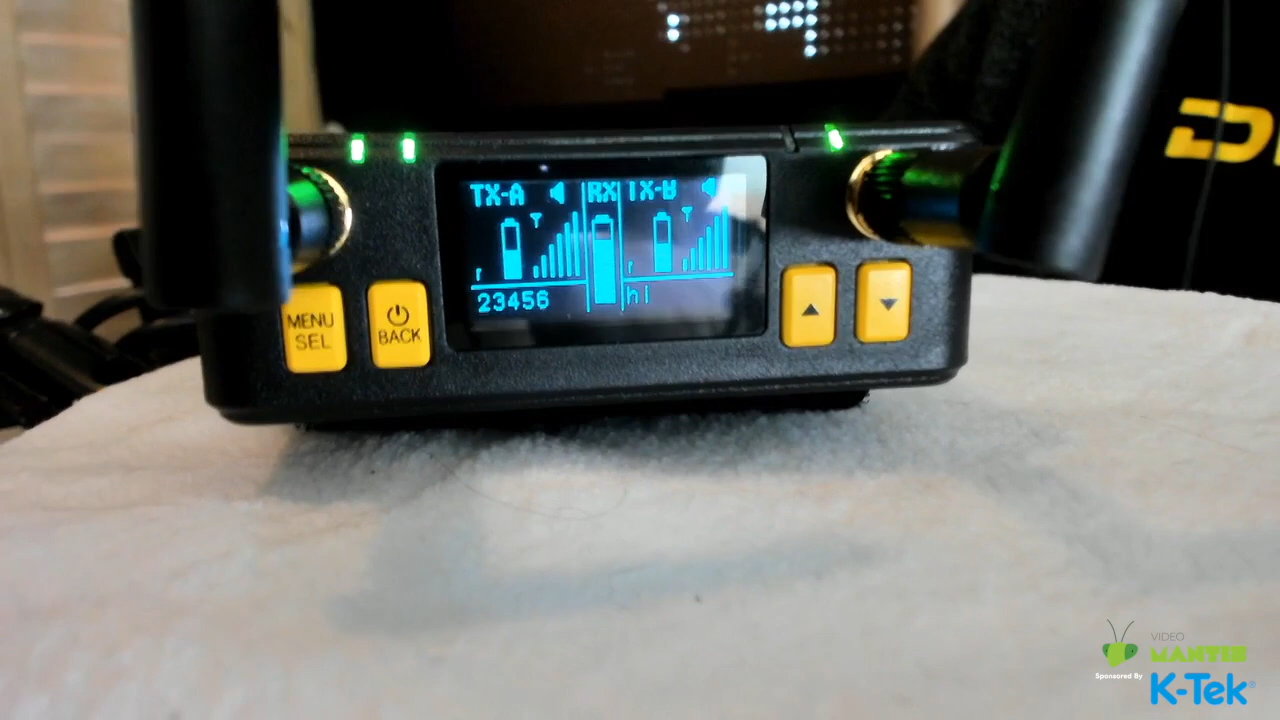 TX-A RX TX-B
23456 hi
MENU
SEL
BACK
VIDEO
MANTIS
Sponsored By
K-Tek®